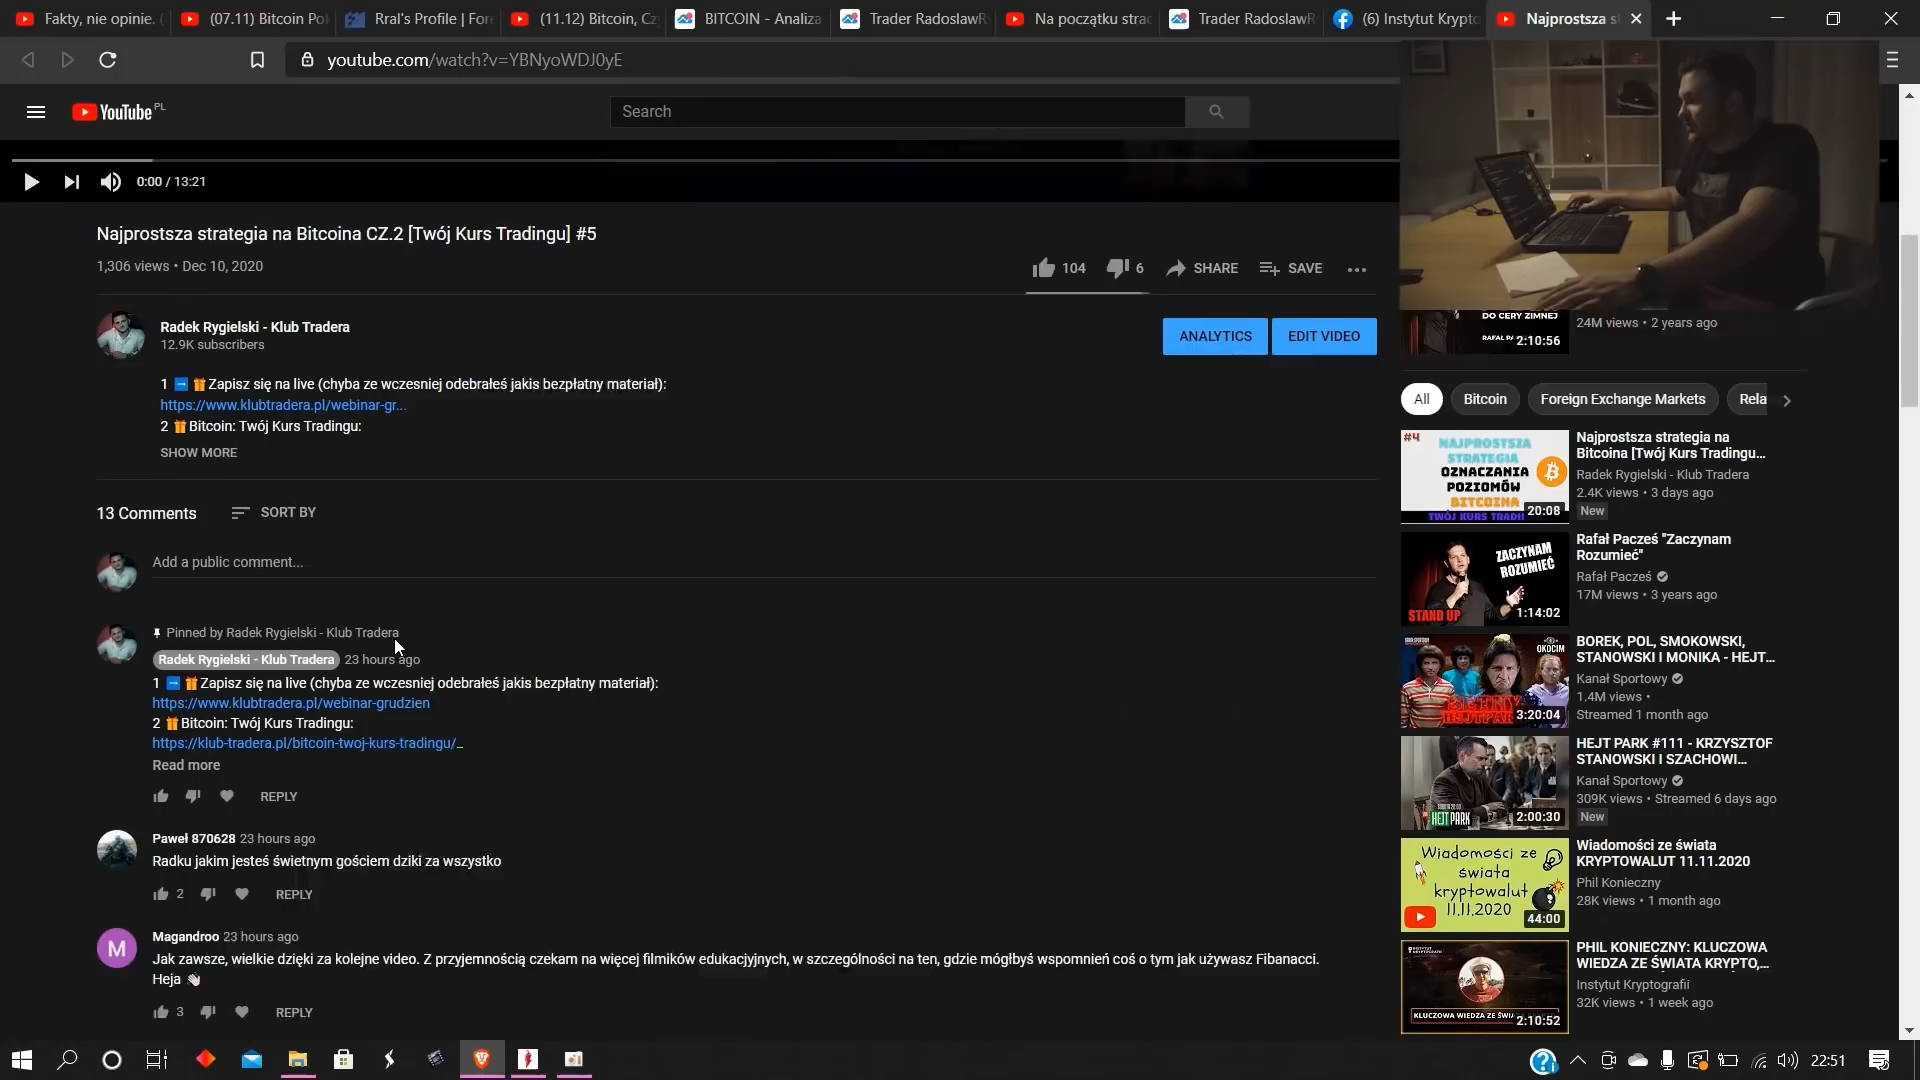 Fakty, nie opinie.
(07.11) Bitcoin Po
Rral's Profile | For
(11.12) Bitcoin, Cz
BITCOIN - Analiza
Trader RadoslawR
Na początku strac
Trader RadoslawR
(6) Instytut Krypto
Najprostsza s
youtube.com/watch?v=YBNyoWDJ0yE
YouTube PL
Search
0:00 / 13:21
Najprostsza strategia na Bitcoina CZ.2 [Twój Kurs Tradingu] #5
1,306 views • Dec 10, 2020
104
6
SHARE
SAVE
Radek Rygielski - Klub Tradera
12.9K subscribers
ANALYTICS
EDIT VIDEO
1 ➡ 🎁Zapisz się na live (chyba ze wczesniej odebrałeś jakis bezpłatny materiał):
https://www.klubtradera.pl/webinar-gr...
2 🎁Bitcoin: Twój Kurs Tradingu:
SHOW MORE
13 Comments
SORT BY
Add a public comment...
Pinned by Radek Rygielski - Klub Tradera
Radek Rygielski - Klub Tradera 23 hours ago
1 ➡ 🎁Zapisz się na live (chyba ze wczesniej odebrałeś jakis bezpłatny materiał):
https://www.klubtradera.pl/webinar-grudzien
2 🎁Bitcoin: Twój Kurs Tradingu:
https://klub-tradera.pl/bitcoin-twoj-kurs-tradingu/...
Read more
REPLY
Paweł 870628 23 hours ago
Radku jakim jesteś świetnym gościem dziki za wszystko
2
REPLY
M
Magandroo 23 hours ago
Jak zawsze, wielkie dzięki za kolejne video. Z przyjemnością czekam na więcej filmików edukacyjnych, w szczególności na ten, gdzie mógłbyś wspomnień coś o tym jak używasz Fibanacci.
Heja 👋
3
REPLY
DO CERY ZIMNEJ
2:10:56
24M views • 2 years ago
All
Bitcoin
Foreign Exchange Markets
Rela
#4
NAJPROSTSZA
STRATEGIA
OZNACZANIA
POZIOMÓW
BITCOINA
20:08
Najprostsza strategia na
Bitcoina [Twój Kurs Tradingu...
Radek Rygielski - Klub Tradera
2.4K views • 3 days ago
New
ZACZYNAM
ROZUMIEĆ
STAND UP
1:14:02
Rafał Pacześ "Zaczynam
Rozumieć"
Rafał Pacześ
17M views • 3 years ago
OKOCIM
3:20:04
BOREK, POL, SMOKOWSKI,
STANOWSKI I MONIKA - HEJT...
Kanał Sportowy
1.4M views •
Streamed 1 month ago
HEJT PARK
2:00:30
HEJT PARK #111 - KRZYSZTOF
STANOWSKI I SZACHOWI...
Kanał Sportowy
309K views • Streamed 6 days ago
New
Wiadomości ze
świata
kryptowalut
11.11.2020
44:00
Wiadomości ze świata
KRYPTOWALUT 11.11.2020
Phil Konieczny
28K views • 1 month ago
KLUCZOWA WIEDZA ZE
2:10:52
PHIL KONIECZNY: KLUCZOWA
WIEDZA ZE ŚWIATA KRYPTO,...
Instytut Kryptografii
32K views • 1 week ago
22:51